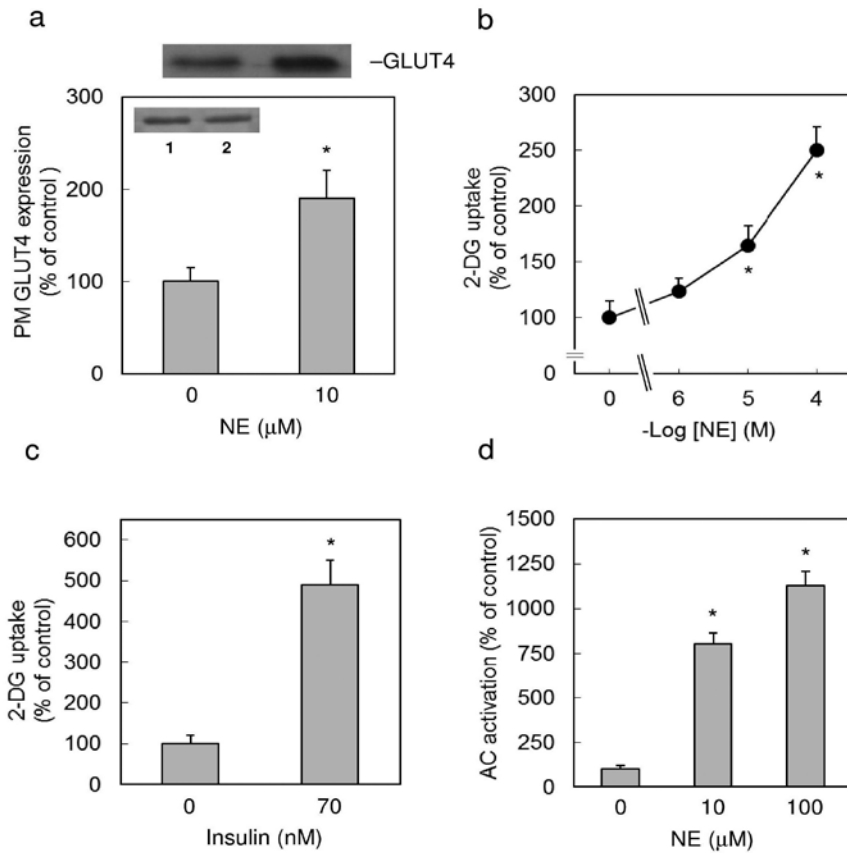 a
–GLUT4
PM GLUT4 expression
(% of control)
300
200
100
0
1 2
*
0 10
NE (μM)
b
2-DG uptake
(% of control)
300
250
200
150
100
0
*
*
0 6 5 4
-Log [NE] (M)
c
2-DG uptake
(% of control)
600
500
400
300
200
100
0
*
0 70
Insulin (nM)
d
AC activation (% of control)
1500
1250
1000
750
500
250
0
*
*
0 10 100
NE (μM)